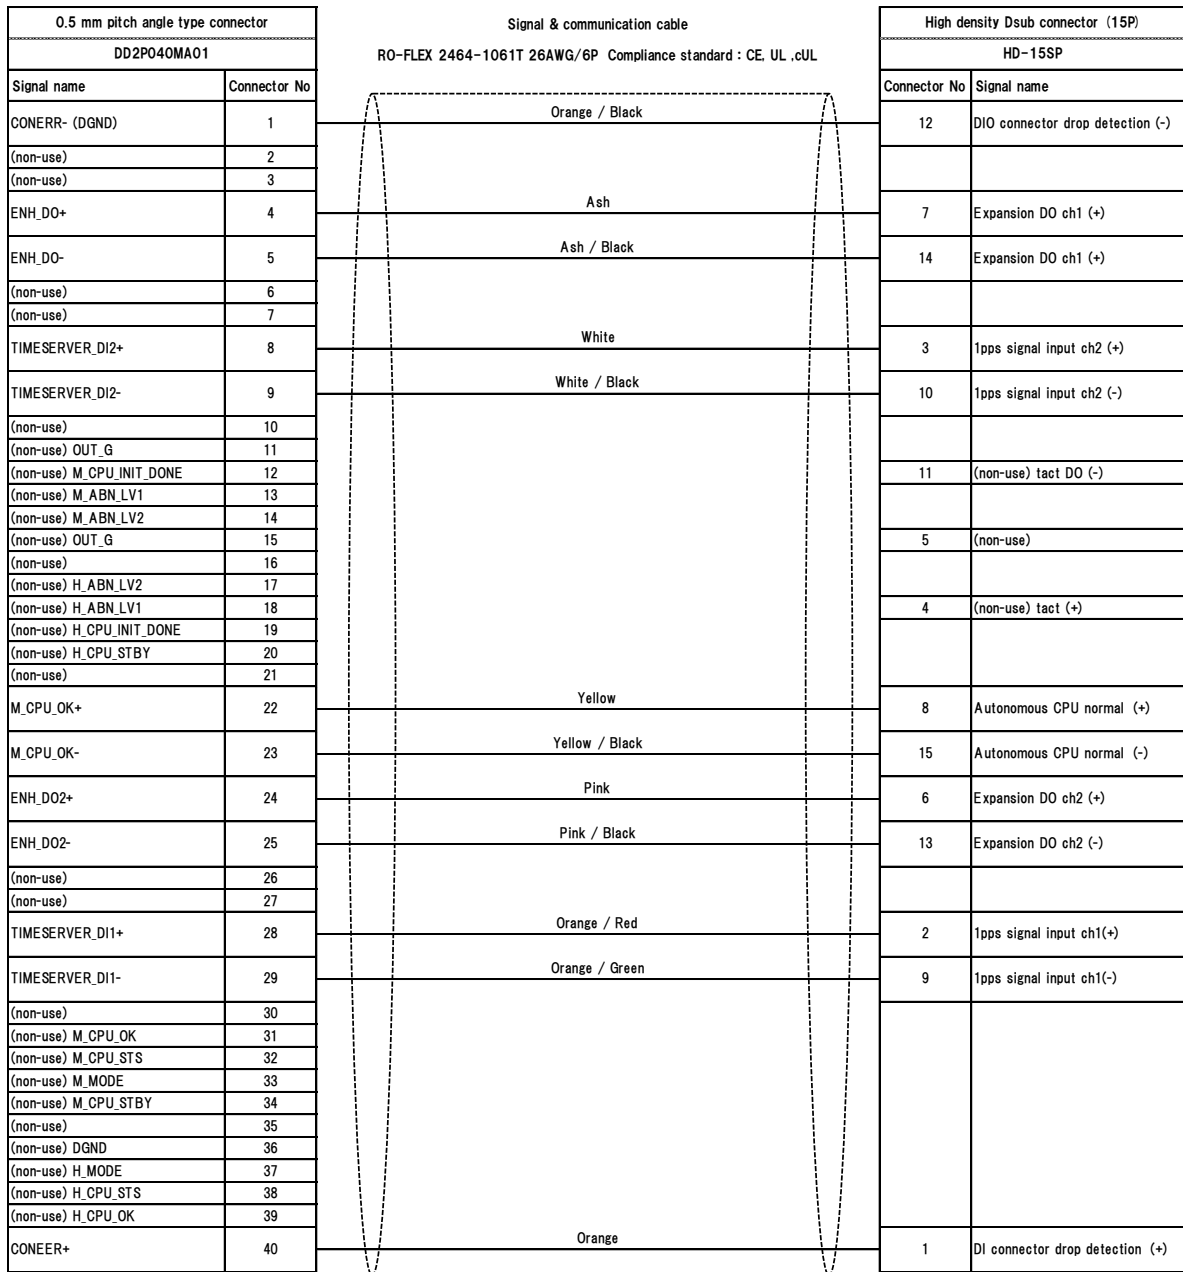 0.5 mm pitch angle type connector Signal & communication cable High density Dsub connector (15P)
DD2P040MA01 RO-FLEX 2464-1061T 26AWG/6P Compliance standard : CE, UL ,cUL HD-15SP
Signal name Connector No Connector No Signal name
CONERR- (DGND) 1 Orange / Black 12 DIO connector drop detection (-)
(non-use) 2
(non-use) 3
ENH_DO+ 4 Ash 7 Expansion DO ch1 (+)
ENH_DO- 5 Ash / Black 14 Expansion DO ch1 (+)
(non-use) 6
(non-use) 7
TIMESERVER_DI2+ 8 White 3 1pps signal input ch2 (+)
TIMESERVER_DI2- 9 White / Black 10 1pps signal input ch2 (-)
(non-use) 10
(non-use) OUT_G 11
(non-use) M_CPU_INIT_DONE 12 11 (non-use) tact DO (-)
(non-use) M_ABN_LV1 13
(non-use) M_ABN_LV2 14
(non-use) OUT_G 15 5 (non-use)
(non-use) 16
(non-use) H_ABN_LV2 17
(non-use) H_ABN_LV1 18 4 (non-use) tact (+)
(non-use) H_CPU_INIT_DONE 19
(non-use) H_CPU_STBY 20
(non-use) 21
M_CPU_OK+ 22 Yellow 8 Autonomous CPU normal (+)
M_CPU_OK- 23 Yellow / Black 15 Autonomous CPU normal (-)
ENH_DO2+ 24 Pink 6 Expansion DO ch2 (+)
ENH_DO2- 25 Pink / Black 13 Expansion DO ch2 (-)
(non-use) 26
(non-use) 27
TIMESERVER_DI1+ 28 Orange / Red 2 1pps signal input ch1(+)
TIMESERVER_DI1- 29 Orange / Green 9 1pps signal input ch1(-)
(non-use) 30
(non-use) M_CPU_OK 31
(non-use) M_CPU_STS 32
(non-use) M_MODE 33
(non-use) M_CPU_STBY 34
(non-use) 35
(non-use) DGND 36
(non-use) H_MODE 37
(non-use) H_CPU_STS 38
(non-use) H_CPU_OK 39
CONEER+ 40 Orange 1 DI connector drop detection (+)